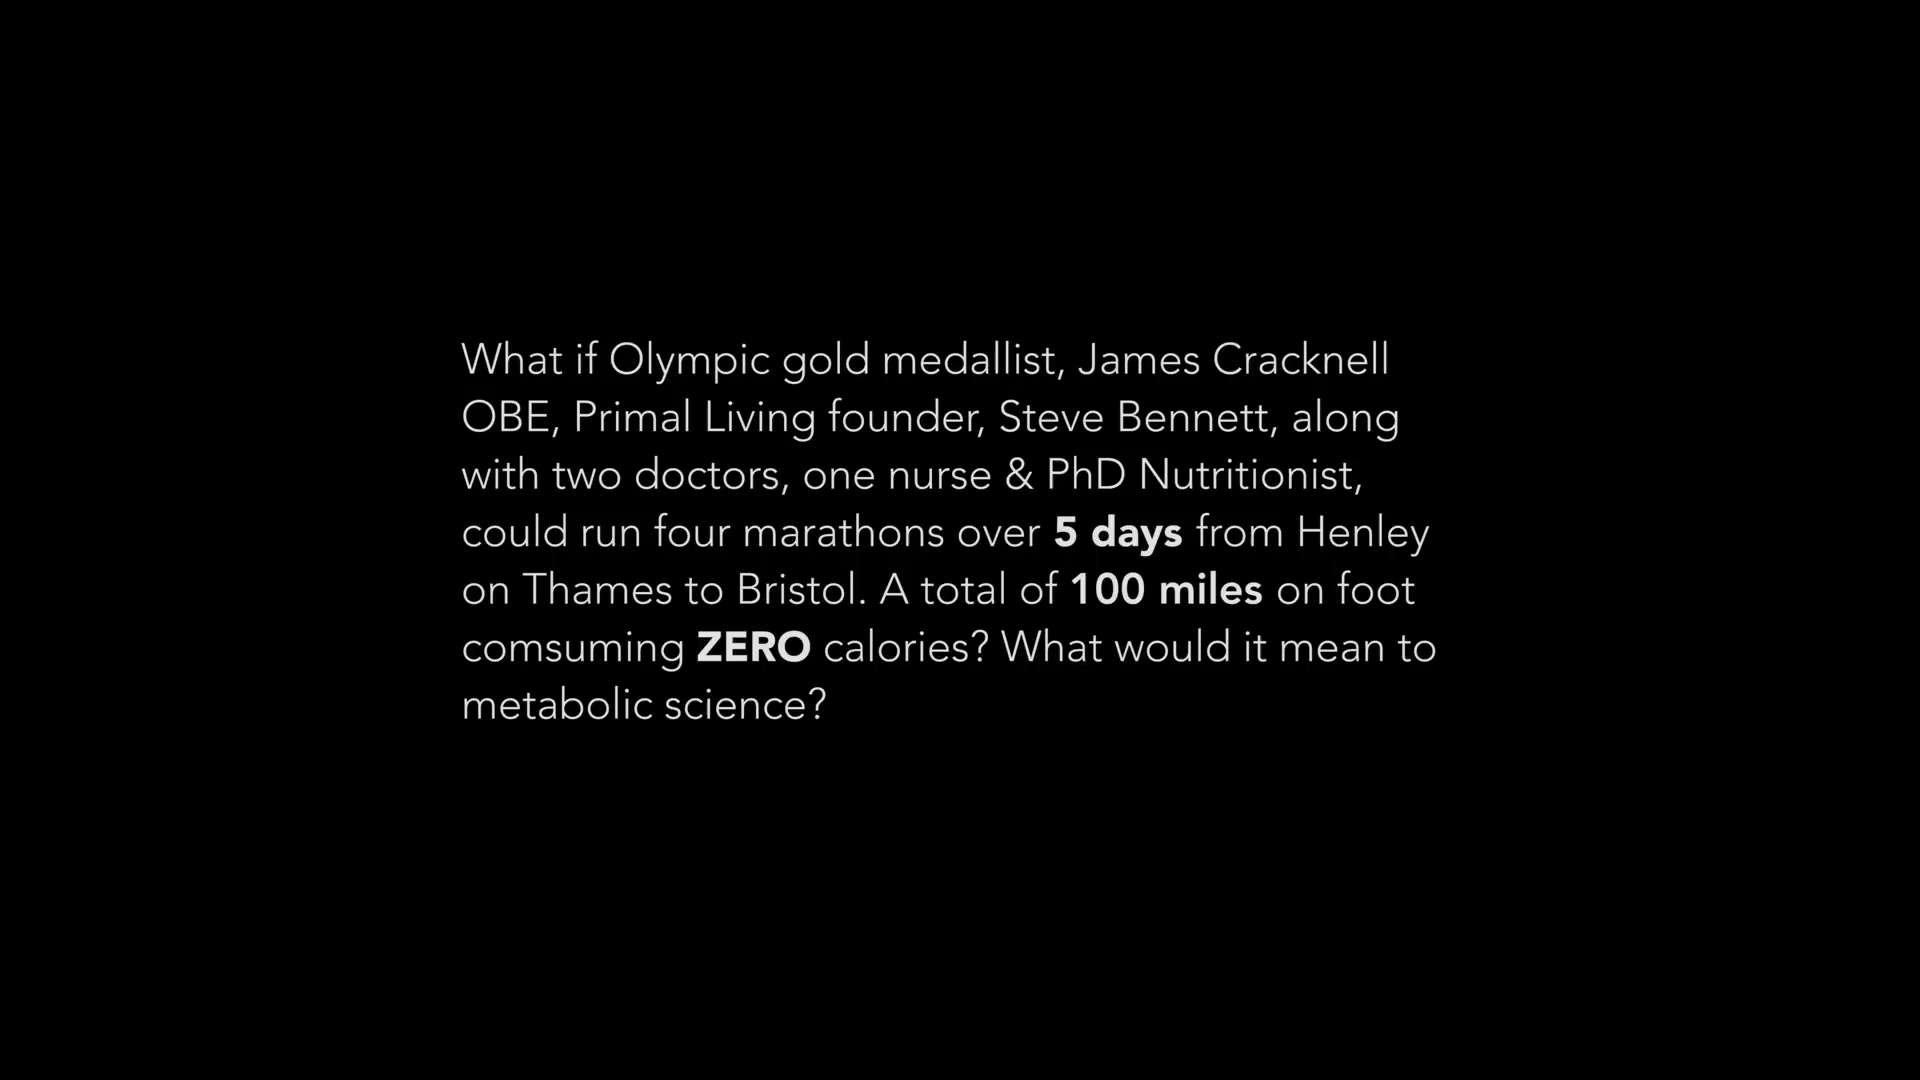 What if Olympic gold medallist, James Cracknell
OBE, Primal Living founder, Steve Bennett, along
with two doctors, one nurse & PhD Nutritionist,
could run four marathons over 5 days from Henley
on Thames to Bristol. A total of 100 miles on foot
comsuming ZERO calories? What would it mean to
metabolic science?